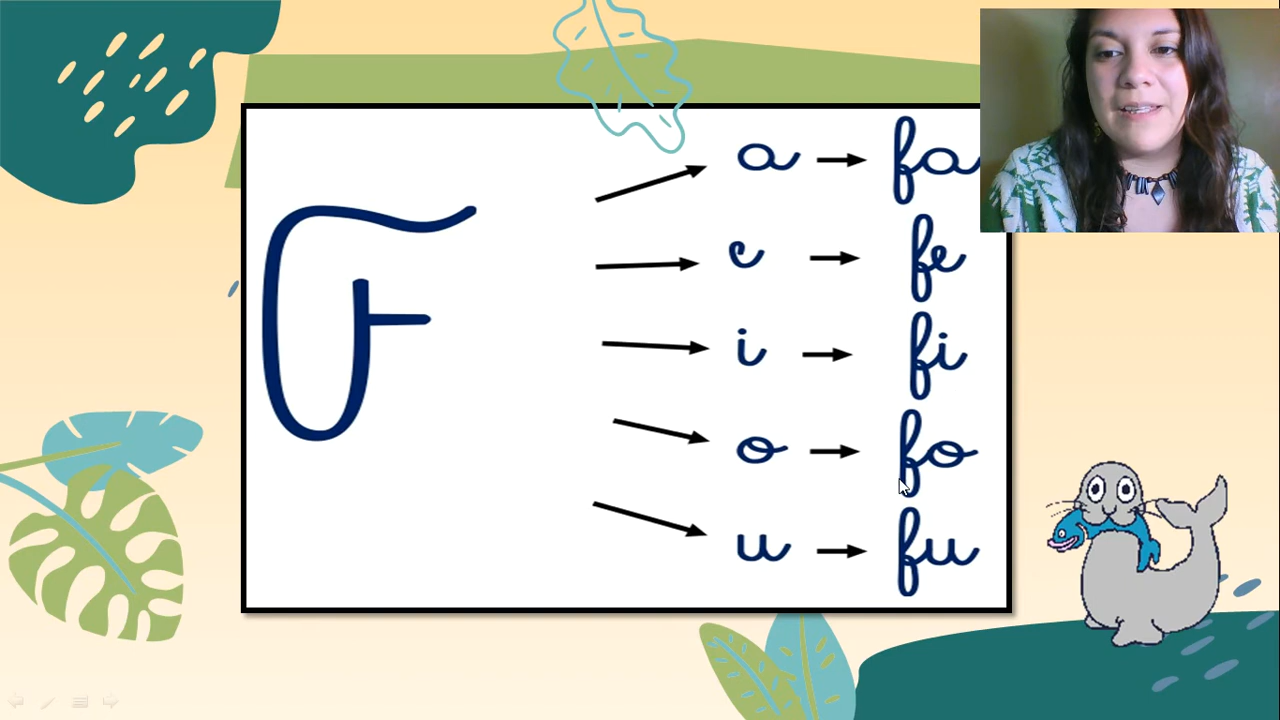 F
a → fa
e → fe
i → fi
o → fo
u → fu